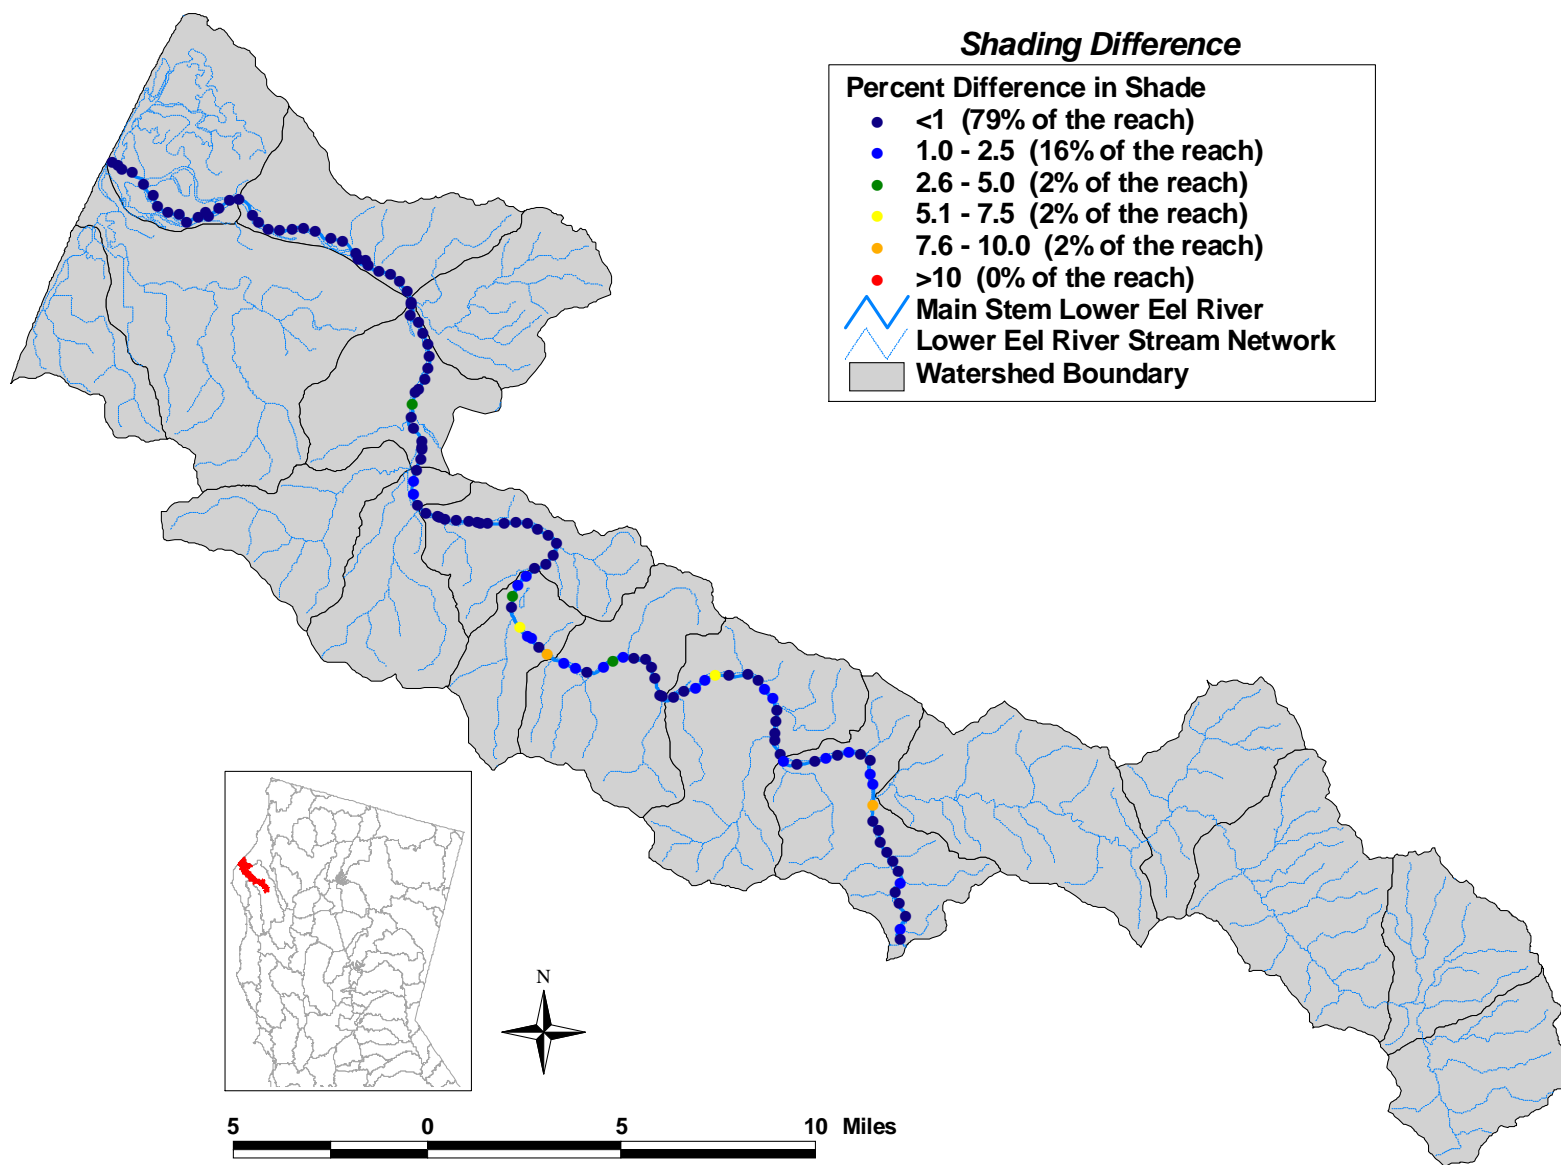 Shading Difference
Percent Difference in Shade
<1 (79% of the reach)
1.0 - 2.5 (16% of the reach)
2.6 - 5.0 (2% of the reach)
5.1 - 7.5 (2% of the reach)
7.6 - 10.0 (2% of the reach)
>10 (0% of the reach)
Main Stem Lower Eel River
Lower Eel River Stream Network
Watershed Boundary
N
5 0 5 10 Miles